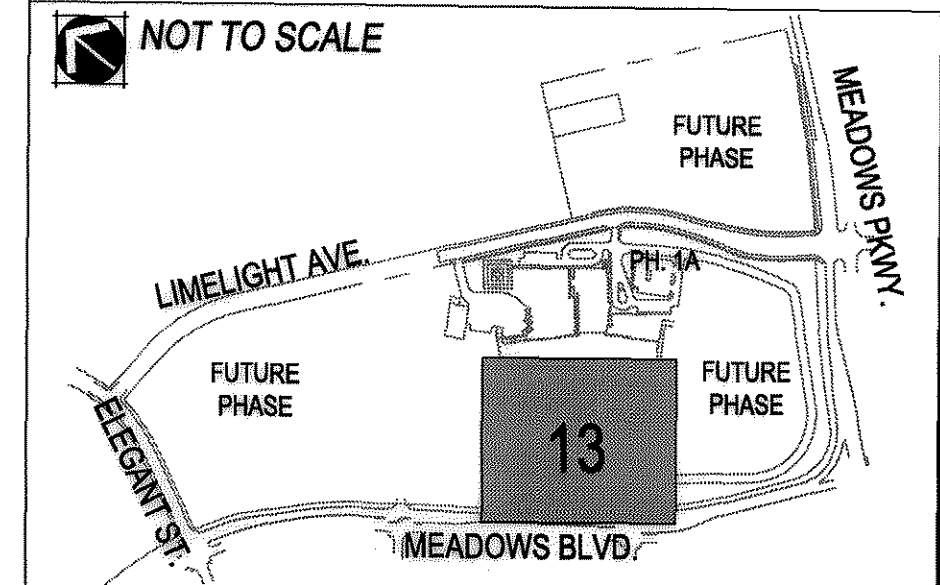 NOT TO SCALE
FUTURE
PHASE
MEADOWS PKWY.
LIMELIGHT AVE.
PH. 1A
FUTURE
PHASE
FUTURE
PHASE
13
ELEGANT ST.
MEADOWS BLVD.